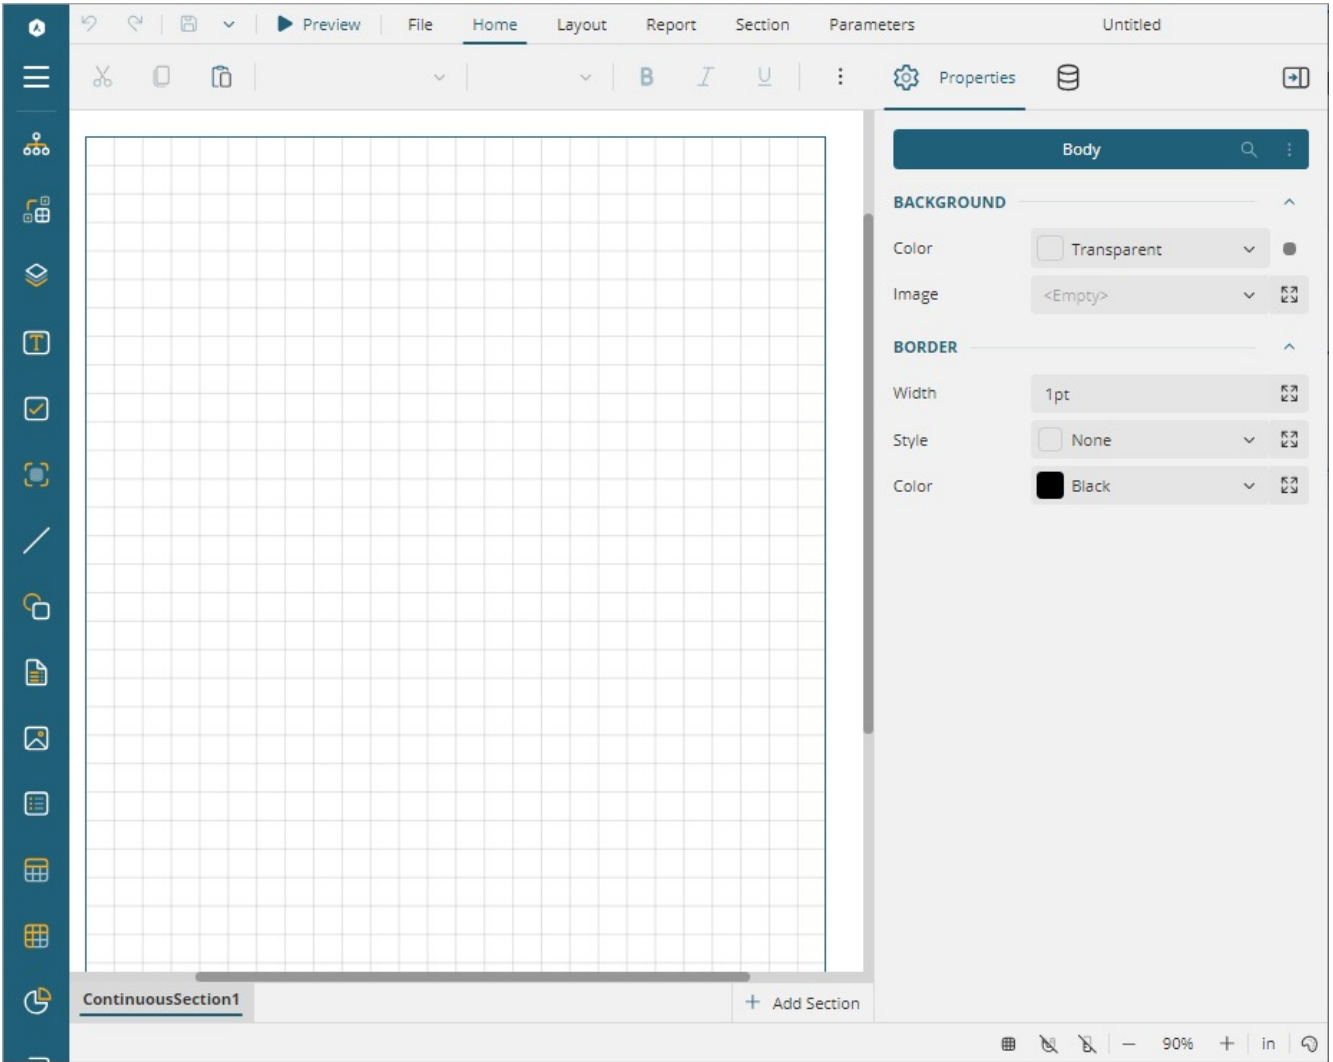 Preview File Home Layout Report Section Parameters Untitled
B I U Properties
Body
BACKGROUND
Color Transparent
Image <Empty>
BORDER
Width 1pt
Style None
Color Black
ContinuousSection1 + Add Section
90% in